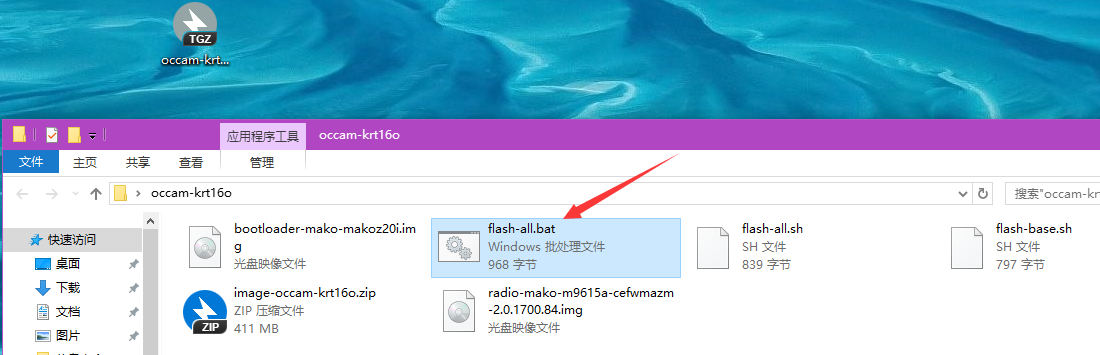 TGZ
occam-krt...
应用程序工具
occam-krt16o
文件
主页
共享
查看
管理
occam-krt16o
搜索"occam-kr
快速访问
桌面
下载
文档
图片
bootloader-mako-makoz20i.im
g
光盘映像文件
flash-all.bat
Windows 批处理文件
968 字节
flash-all.sh
SH 文件
839 字节
flash-base.sh
SH 文件
797 字节
ZIP
image-occam-krt16o.zip
ZIP 压缩文件
411 MB
radio-mako-m9615a-cefwmazm
-2.0.1700.84.img
光盘映像文件